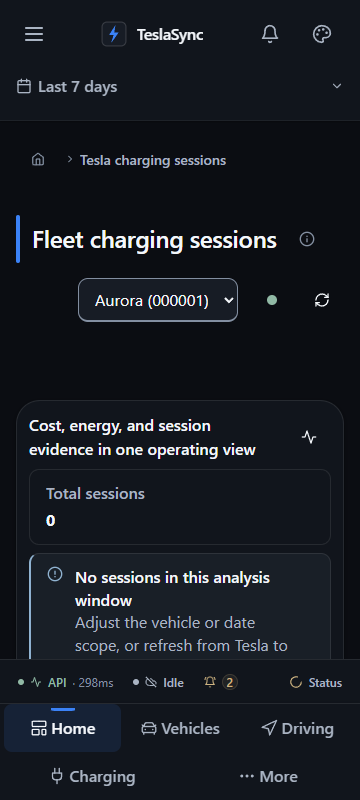 TeslaSync
Last 7 days
Tesla charging sessions
Fleet charging sessions
Aurora (000001)
Cost, energy, and session
evidence in one operating view
Total sessions
0
No sessions in this analysis
window
Adjust the vehicle or date
scope, or refresh from Tesla to
API · 298ms Idle 2 Status
Home Vehicles Driving
Charging More